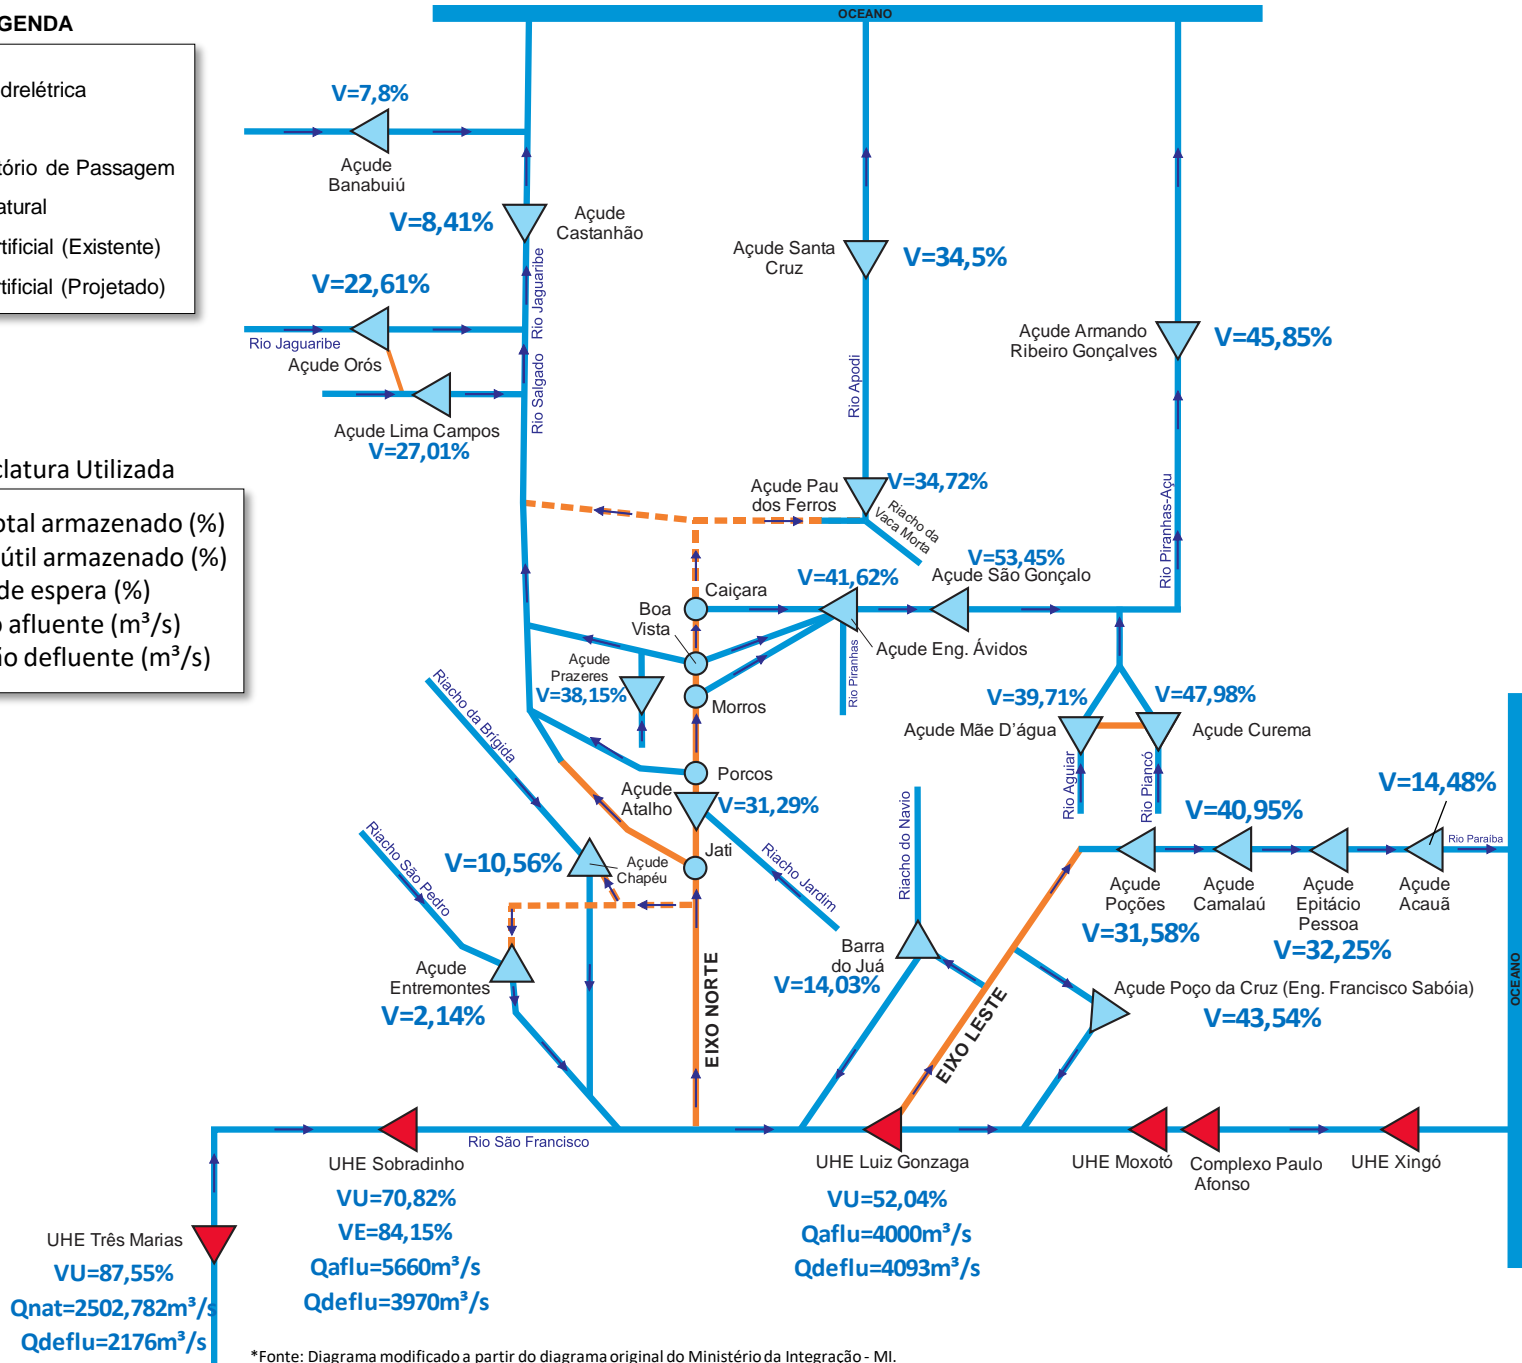 OCEANO
GENDA
drelétrica
tório de Passagem
atural
rtificial (Existente)
rtificial (Projetado)
V=7,8%
Açude
Banabuiú
V=8,41%
Açude
Castanhão
V=22,61%
Rio Jaguaribe
Açude Orós
Rio Jaguaribe
Rio Salgado
Açude Lima Campos
V=27,01%
Açude Santa
Cruz
V=34,5%
Rio Apodi
Açude Armando
Ribeiro Gonçalves
V=45,85%
Rio Piranhas-Açu
clatura Utilizada
otal armazenado (%)
útil armazenado (%)
de espera (%)
o afluente (m³/s)
ão defluente (m³/s)
Açude Pau
dos Ferros
V=34,72%
Riacho da
Vaca Morta
V=53,45%
Açude São Gonçalo
V=41,62%
Açude Eng. Ávidos
Rio Piranhas
Caiçara
Boa
Vista
Morros
Açude
Prazeres
V=38,15%
Porcos
Açude
Atalho
V=31,29%
Jati
Riacho Jardim
Riacho da Brígida
Riacho São Pedro
V=10,56%
Açude
Chapéu
Açude
Entremontes
V=2,14%
EIXO NORTE
V=39,71%
Açude Mãe D'água
V=47,98%
Açude Curema
Rio Aguiar
Rio Piancó
V=14,48%
V=40,95%
Rio Paraiba
Açude
Poções
V=31,58%
Açude
Camalaú
Açude
Epitácio
Pessoa
V=32,25%
Açude
Acauã
Riacho do Navio
Barra
do Juá
V=14,03%
EIXO LESTE
Açude Poço da Cruz (Eng. Francisco Sabóia)
V=43,54%
OCEANO
Rio São Francisco
UHE Sobradinho
VU=70,82%
VE=84,15%
Qaflu=5660m³/s
Qdeflu=3970m³/s
UHE Luiz Gonzaga
VU=52,04%
Qaflu=4000m³/s
Qdeflu=4093m³/s
UHE Moxotó
Complexo Paulo
Afonso
UHE Xingó
UHE Três Marias
VU=87,55%
Qnat=2502,782m³/s
Qdeflu=2176m³/s
*Fonte: Diagrama modificado a partir do diagrama original do Ministério da Integração - MI.